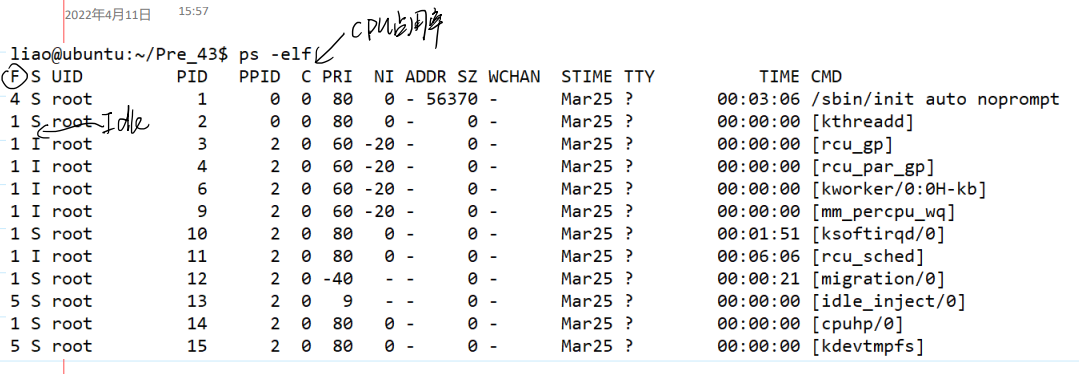 2022年4月11日 15:57
CPU占用率
liao@ubuntu:~/Pre_43$ ps -elf
F S UID PID PPID C PRI NI ADDR SZ WCHAN STIME TTY TIME CMD
4 S root 1 0 0 80 0 - 56370 - Mar25 ? 00:03:06 /sbin/init auto noprompt
1 S root 2 0 0 80 0 - 0 - Mar25 ? 00:00:00 [kthreadd]
Idle
1 I root 3 2 0 60 -20 - 0 - Mar25 ? 00:00:00 [rcu_gp]
1 I root 4 2 0 60 -20 - 0 - Mar25 ? 00:00:00 [rcu_par_gp]
1 I root 6 2 0 60 -20 - 0 - Mar25 ? 00:00:00 [kworker/0:0H-kb]
1 I root 9 2 0 60 -20 - 0 - Mar25 ? 00:00:00 [mm_percpu_wq]
1 S root 10 2 0 80 0 - 0 - Mar25 ? 00:01:51 [ksoftirqd/0]
1 I root 11 2 0 80 0 - 0 - Mar25 ? 00:06:06 [rcu_sched]
1 S root 12 2 0 -40 - - 0 - Mar25 ? 00:00:21 [migration/0]
5 S root 13 2 0 9 - - 0 - Mar25 ? 00:00:00 [idle_inject/0]
1 S root 14 2 0 80 0 - 0 - Mar25 ? 00:00:00 [cpuhp/0]
5 S root 15 2 0 80 0 - 0 - Mar25 ? 00:00:00 [kdevtmpfs]